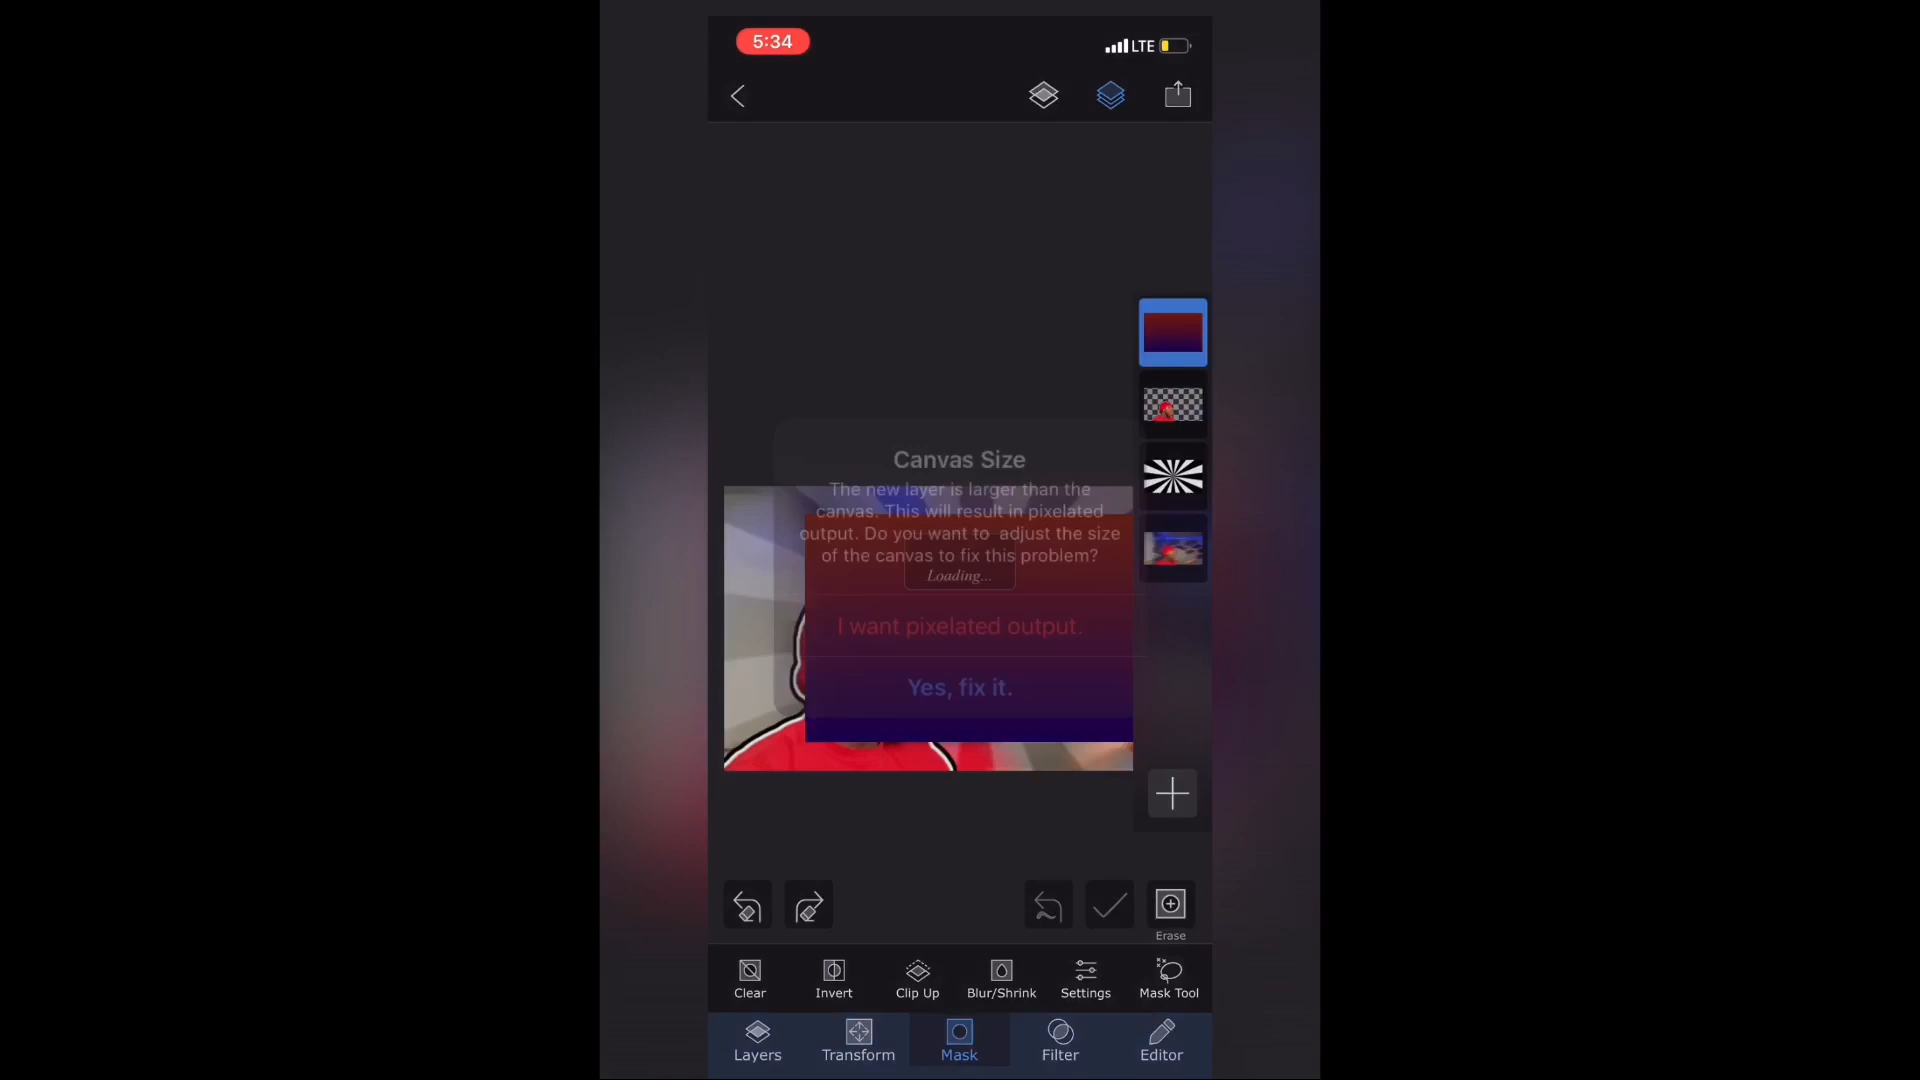 5:34
LTE
Canvas Size
The new layer is larger than the
canvas. This will result in pixelated
output. Do you want to adjust the size
of the canvas to fix this problem?
Loading...
I want pixelated output.
Yes, fix it.
Erase
Clear
Invert
Clip Up
Blur/Shrink
Settings
Mask Tool
Layers
Transform
Mask
Filter
Editor